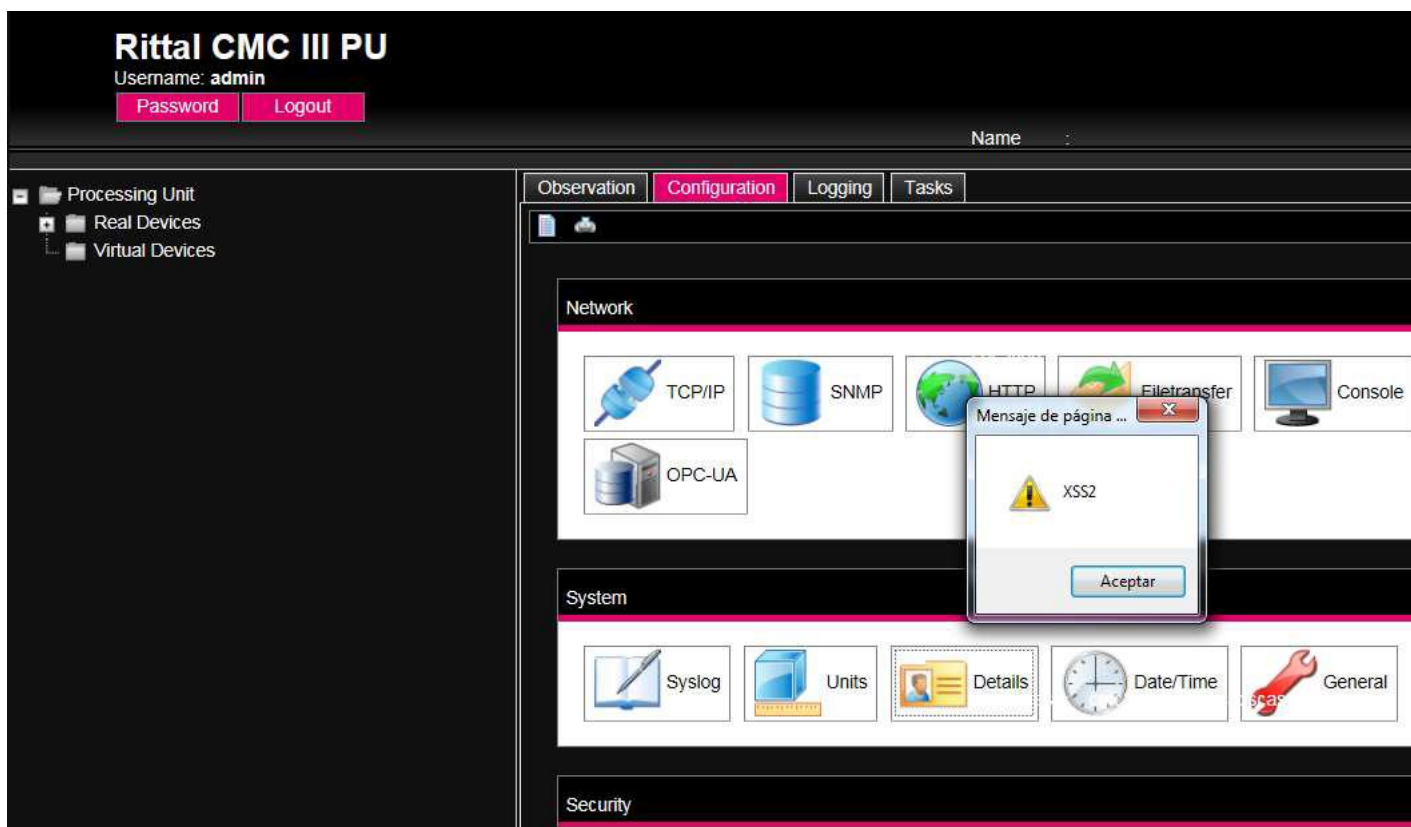 Rittal CMC III PU
Username: admin
Password Logout
Name :
Processing Unit
Real Devices
Virtual Devices
Observation Configuration Logging Tasks
Network
TCP/IP SNMP HTTP Filetransfer Console
OPC-UA
Mensaje de página ...
XSS2
Aceptar
System
Syslog Units Details Date/Time General
Security